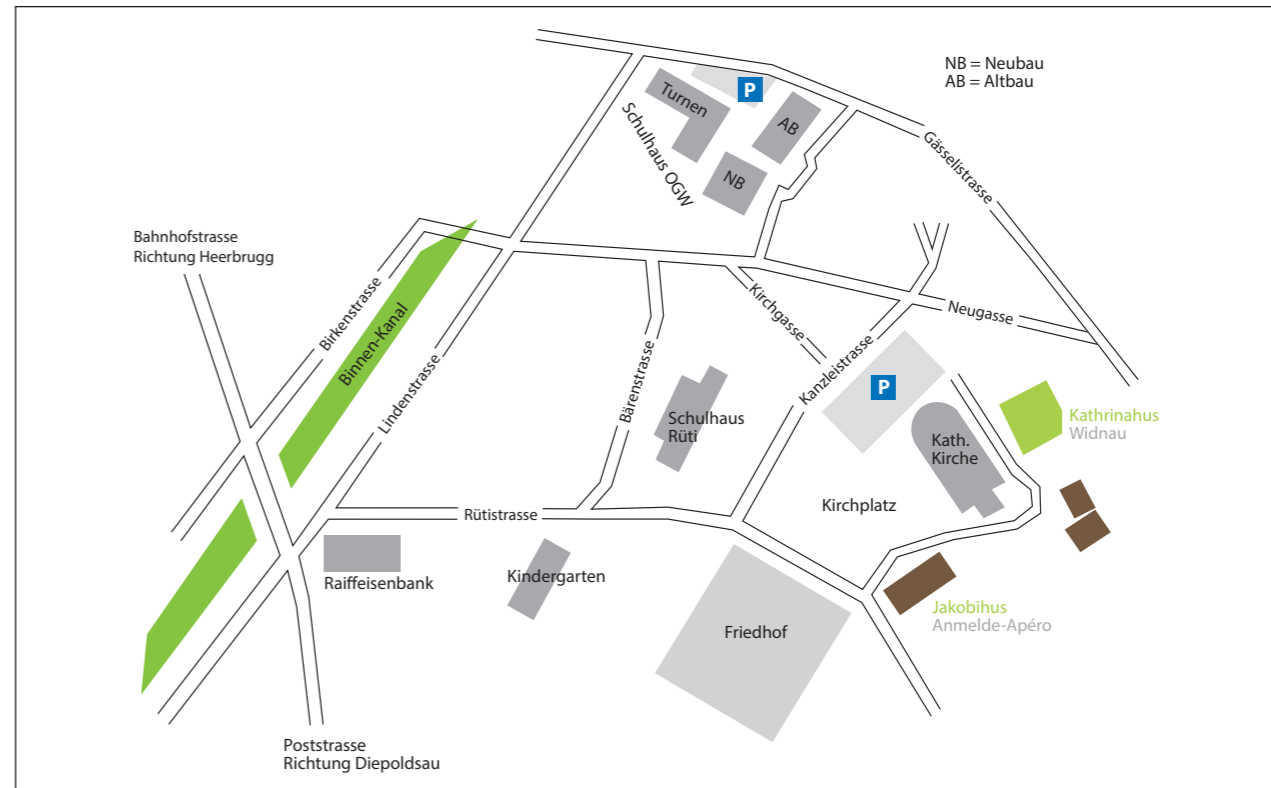 NB = Neubau
AB = Altbau
P
Turnen
AB
NB
Schulhaus OGW
Gässelistrasse
Bahnhofstrasse
Richtung Heerbrugg
Birkenstrasse
Binnen-Kanal
Lindenstrasse
Kirchgasse
Neugasse
Bärenstrasse
Kanzleistrasse
P
Schulhaus
Rüti
Kath.
Kirche
Kathrinahus
Widnau
Kirchplatz
Rütistrasse
Raiffeisenbank
Kindergarten
Friedhof
Jakobihus
Anmelde-Apéro
Poststrasse
Richtung Diepoldsau